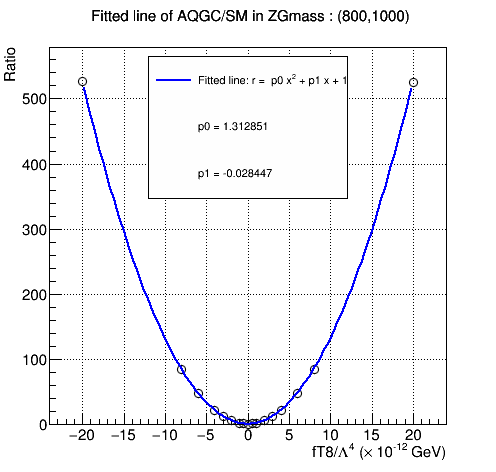 Fitted line of AQGC/SM in ZGmass : (800,1000)
Ratio
Fitted line: r =  p0 x² + p1 x + 1
p0 = 1.312851
p1 = -0.028447
500
400
300
200
100
0
−20 −15 −10 −5 0 5 10 15 20
fT8/Λ⁴ (× 10⁻¹² GeV)